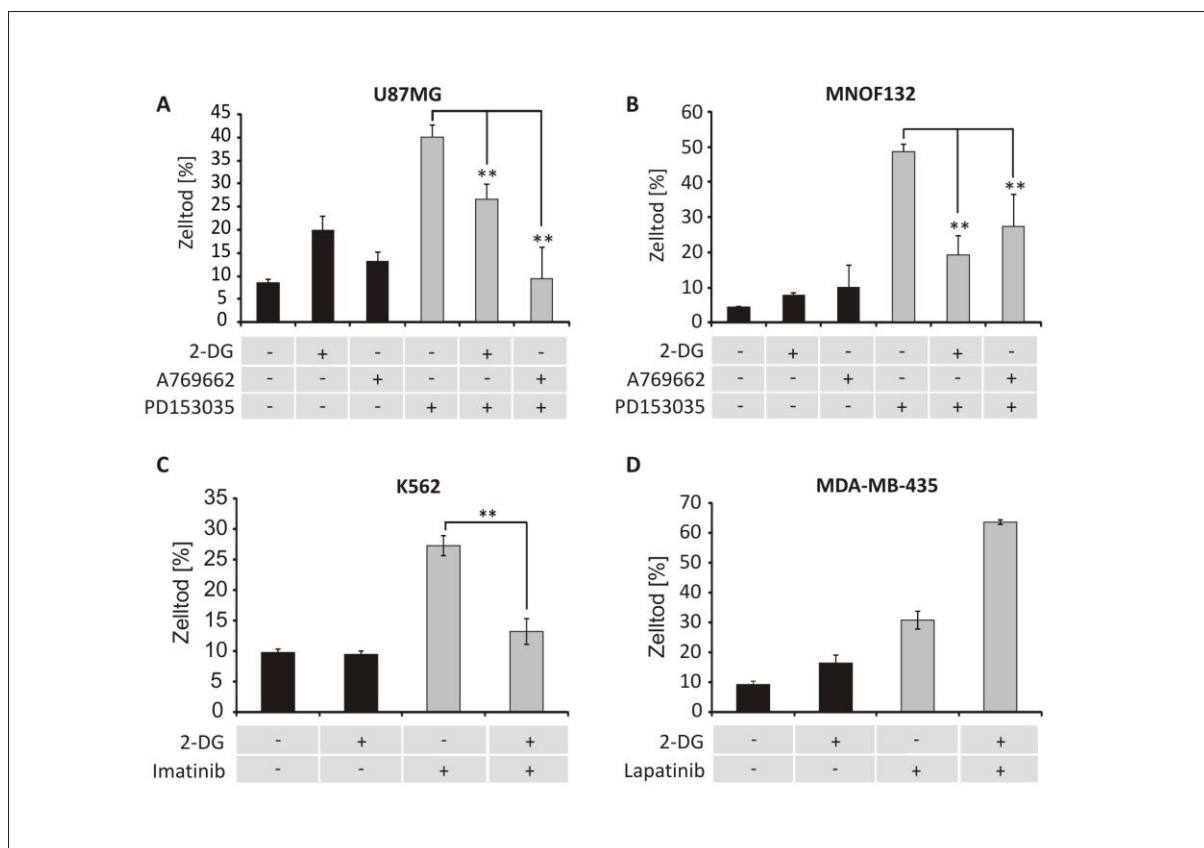 A
U87MG
Zelltod [%]
45
40
35
30
25
20
15
10
5
0
**
**
2-DG - + - - + -
A769662 - - + - - +
PD153035 - - - + + +
B
MNOF132
Zelltod [%]
60
50
40
30
20
10
0
**
**
2-DG - + - - + -
A769662 - - + - - +
PD153035 - - - + + +
C
K562
Zelltod [%]
35
30
25
20
15
10
5
0
**
2-DG - + - +
Imatinib - - + +
D
MDA-MB-435
Zelltod [%]
70
60
50
40
30
20
10
0
2-DG - + - +
Lapatinib - - + +